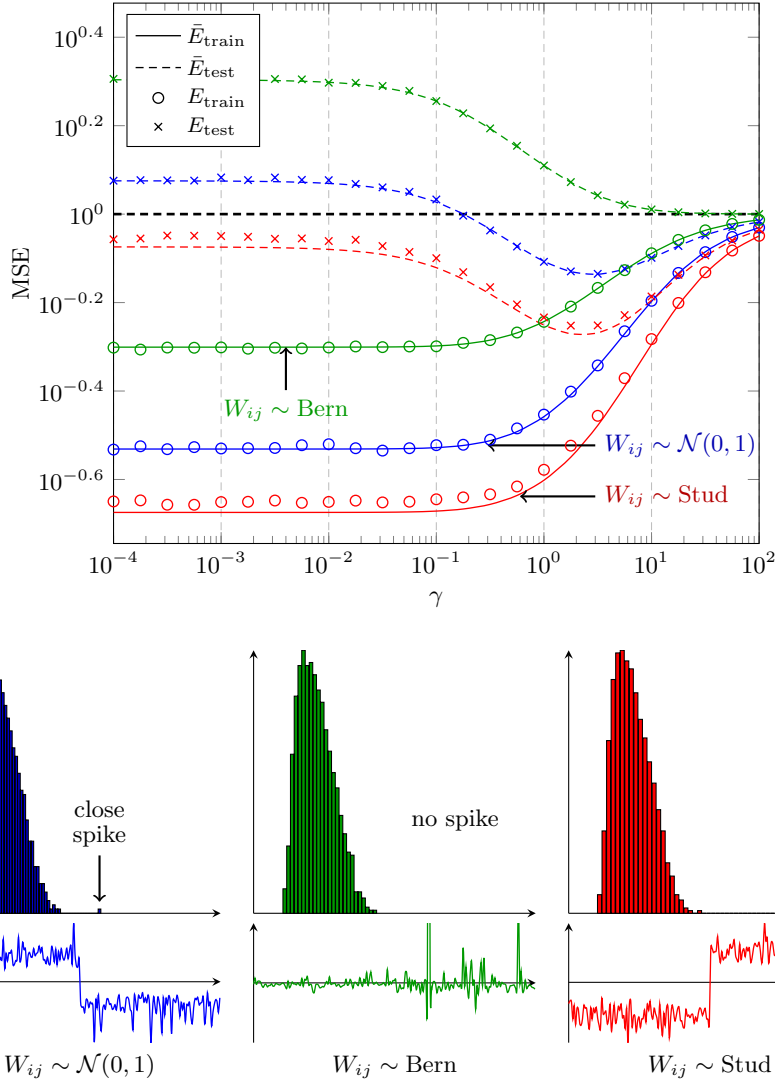 10^0.4
10^0.2
10^0
10^−0.2
10^−0.4
10^−0.6
MSE
Ē_train
Ē_test
E_train
E_test
W_ij ∼ Bern
W_ij ∼ 𝒩(0, 1)
W_ij ∼ Stud
10^−4 10^−3 10^−2 10^−1 10^0 10^1 10^2
γ
close
spike
no spike
W_ij ∼ 𝒩(0, 1) W_ij ∼ Bern W_ij ∼ Stud